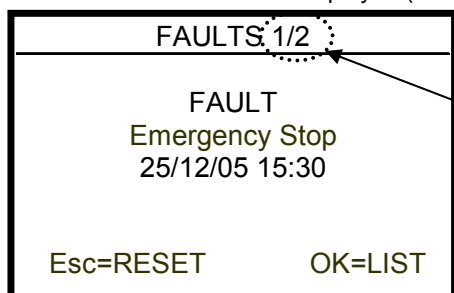 FAULTS 1/2
FAULT
Emergency Stop
25/12/05 15:30
Esc=RESET OK=LIST